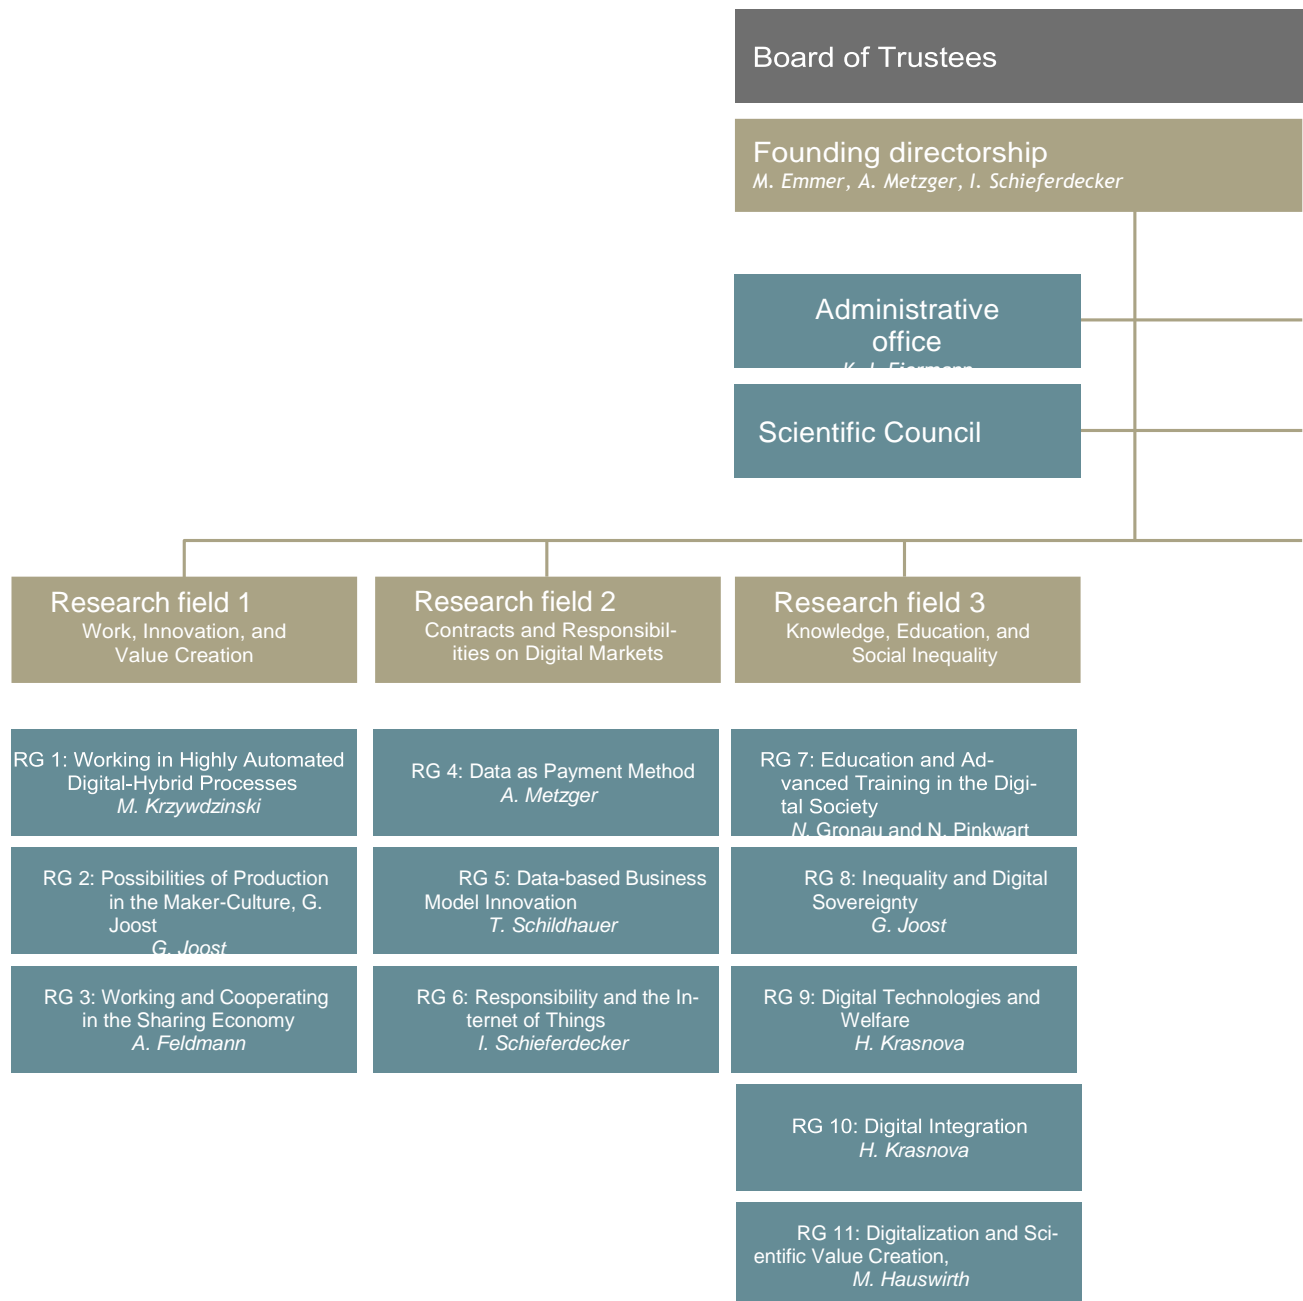 Board of Trustees
Founding directorship
M. Emmer, A. Metzger, I. Schieferdecker
Administrative
office
Scientific Council
Research field 1
Work, Innovation, and
Value Creation
Research field 2
Contracts and Responsibil-
ities on Digital Markets
Research field 3
Knowledge, Education, and
Social Inequality
RG 1: Working in Highly Automated
Digital-Hybrid Processes
M. Krzywdzinski
RG 2: Possibilities of Production
in the Maker-Culture, G.
Joost
G. Joost
RG 3: Working and Cooperating
in the Sharing Economy
A. Feldmann
RG 4: Data as Payment Method
A. Metzger
RG 5: Data-based Business
Model Innovation
T. Schildhauer
RG 6: Responsibility and the In-
ternet of Things
I. Schieferdecker
RG 7: Education and Ad-
vanced Training in the Digi-
tal Society
N. Gronau and N. Pinkwart
RG 8: Inequality and Digital
Sovereignty
G. Joost
RG 9: Digital Technologies and
Welfare
H. Krasnova
RG 10: Digital Integration
H. Krasnova
RG 11: Digitalization and Sci-
entific Value Creation,
M. Hauswirth